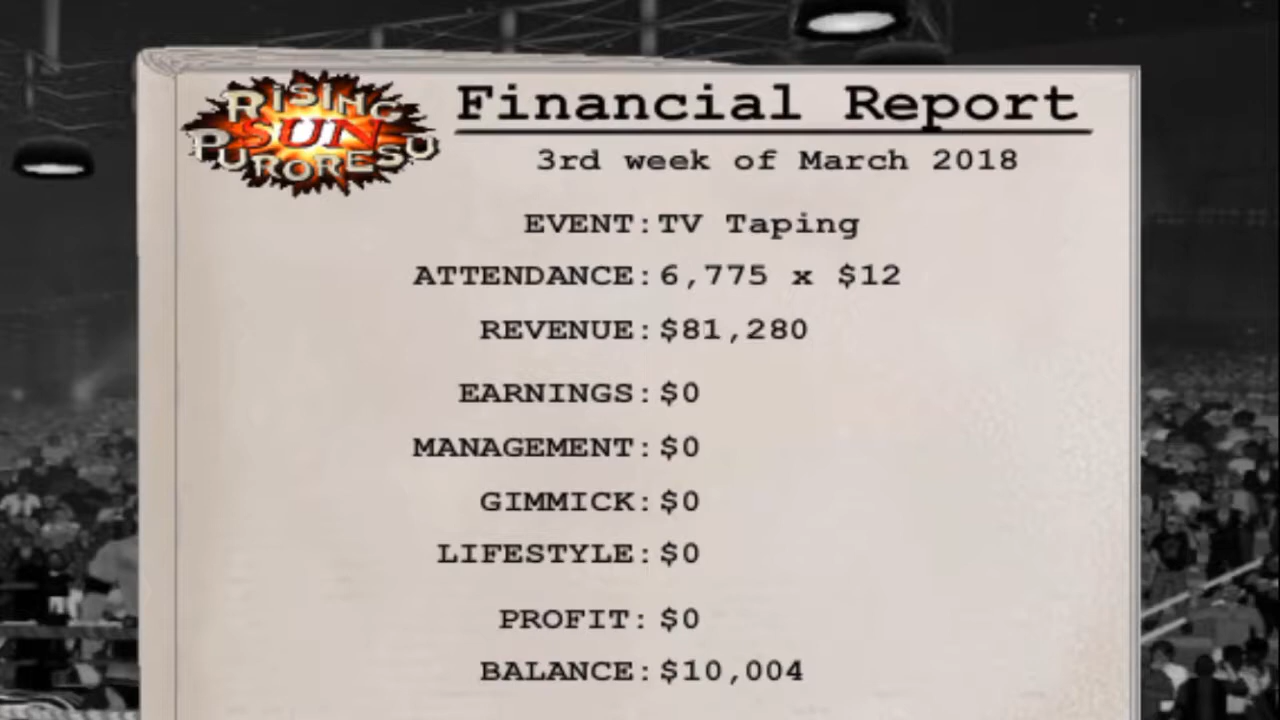 RISING
SUN
PURORESU
Financial Report
3rd week of March 2018
EVENT: TV Taping
ATTENDANCE: 6,775 x $12
REVENUE: $81,280
EARNINGS: $0
MANAGEMENT: $0
GIMMICK: $0
LIFESTYLE: $0
PROFIT: $0
BALANCE: $10,004